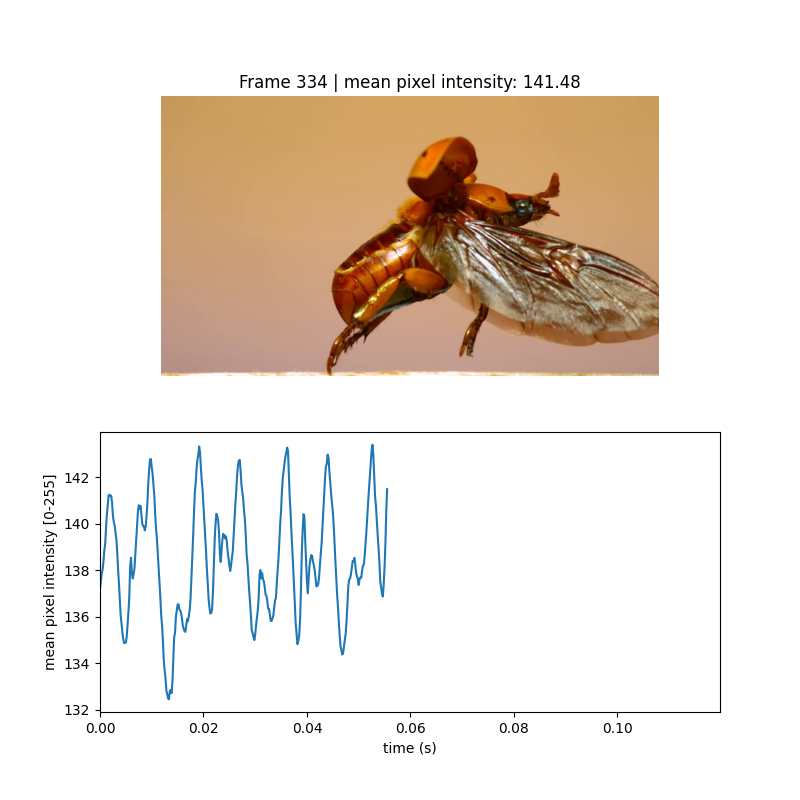 Frame 334 | mean pixel intensity: 141.48
mean pixel intensity [0-255]
142
140
138
136
134
132
0.00 0.02 0.04 0.06 0.08 0.10
time (s)